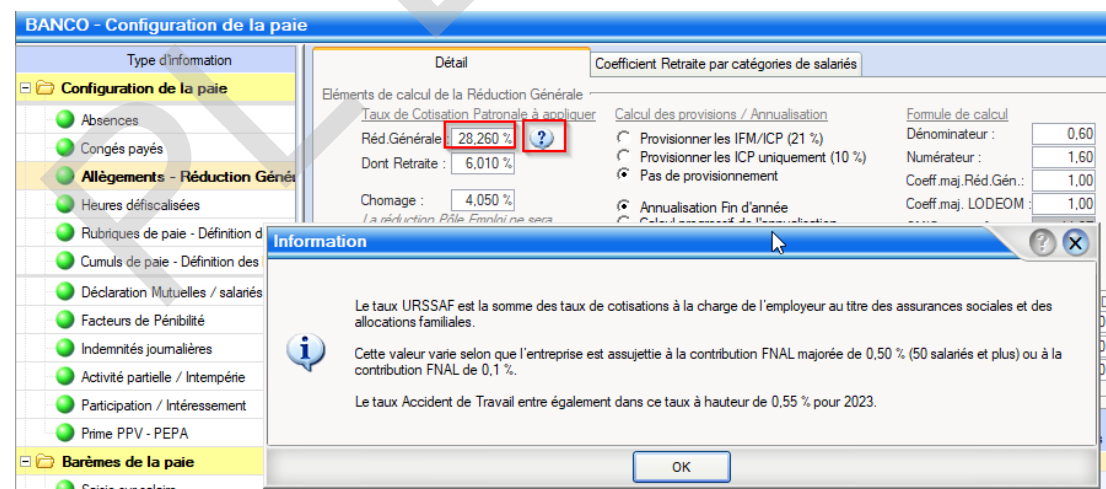 BANCO - Configuration de la paie
Type d'information
Configuration de la paie
Absences
Congés payés
Allègements - Réduction Génér
Heures défiscalisées
Rubriques de paie - Définition d
Cumuls de paie - Définition des
Déclaration Mutuelles / salariés
Facteurs de Pénibilité
Indemnités journalières
Activité partielle / Intempérie
Participation / Intéressement
Prime PPV - PEPA
Barèmes de la paie
Détail
Coefficient Retraite par catégories de salariés
Eléments de calcul de la Réduction Générale
Taux de Cotisation Patronale à appliquer
Réd.Générale : 28,260 %
Dont Retraite : 6,010 %
Chomage : 4,050 %
La réduction Pôle Emploi ne sera
Calcul des provisions / Annualisation
Provisionner les IFM/ICP (21 %)
Provisionner les ICP uniquement (10 %)
Pas de provisionnement
Annualisation Fin d'année
Formule de calcul
Dénominateur : 0,60
Numérateur : 1,60
Coeff.maj.Réd.Gén.: 1,00
Coeff.maj. LODEOM : 1,00
Information
Le taux URSSAF est la somme des taux de cotisations à la charge de l'employeur au titre des assurances sociales et des
allocations familiales.
Cette valeur varie selon que l'entreprise est assujettie à la contribution FNAL majorée de 0,50 % (50 salariés et plus) ou à la
contribution FNAL de 0,1 %.
Le taux Accident de Travail entre également dans ce taux à hauteur de 0,55 % pour 2023.
OK